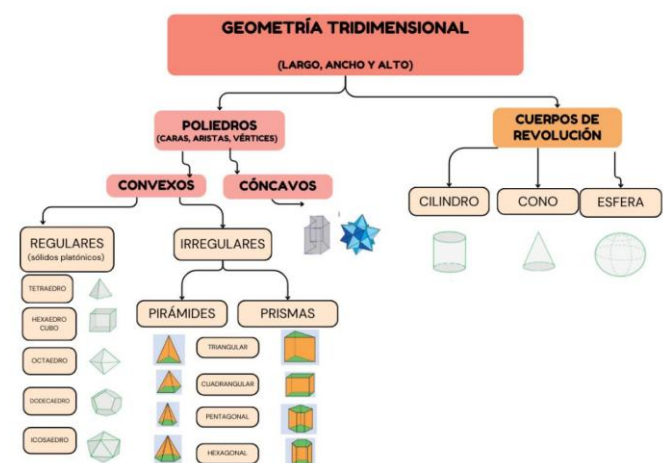 GEOMETRÍA TRIDIMENSIONAL
(LARGO, ANCHO Y ALTO)
POLIEDROS
(CARAS, ARISTAS, VÉRTICES)
CUERPOS DE
REVOLUCIÓN
CONVEXOS
CÓNCAVOS
CILINDRO
CONO
ESFERA
REGULARES
(sólidos platónicos)
IRREGULARES
TETRAEDRO
HEXAEDRO
CUBO
OCTAEDRO
DODECAEDRO
ICOSAEDRO
PIRÁMIDES
PRISMAS
TRIANGULAR
CUADRANGULAR
PENTAGONAL
HEXAGONAL